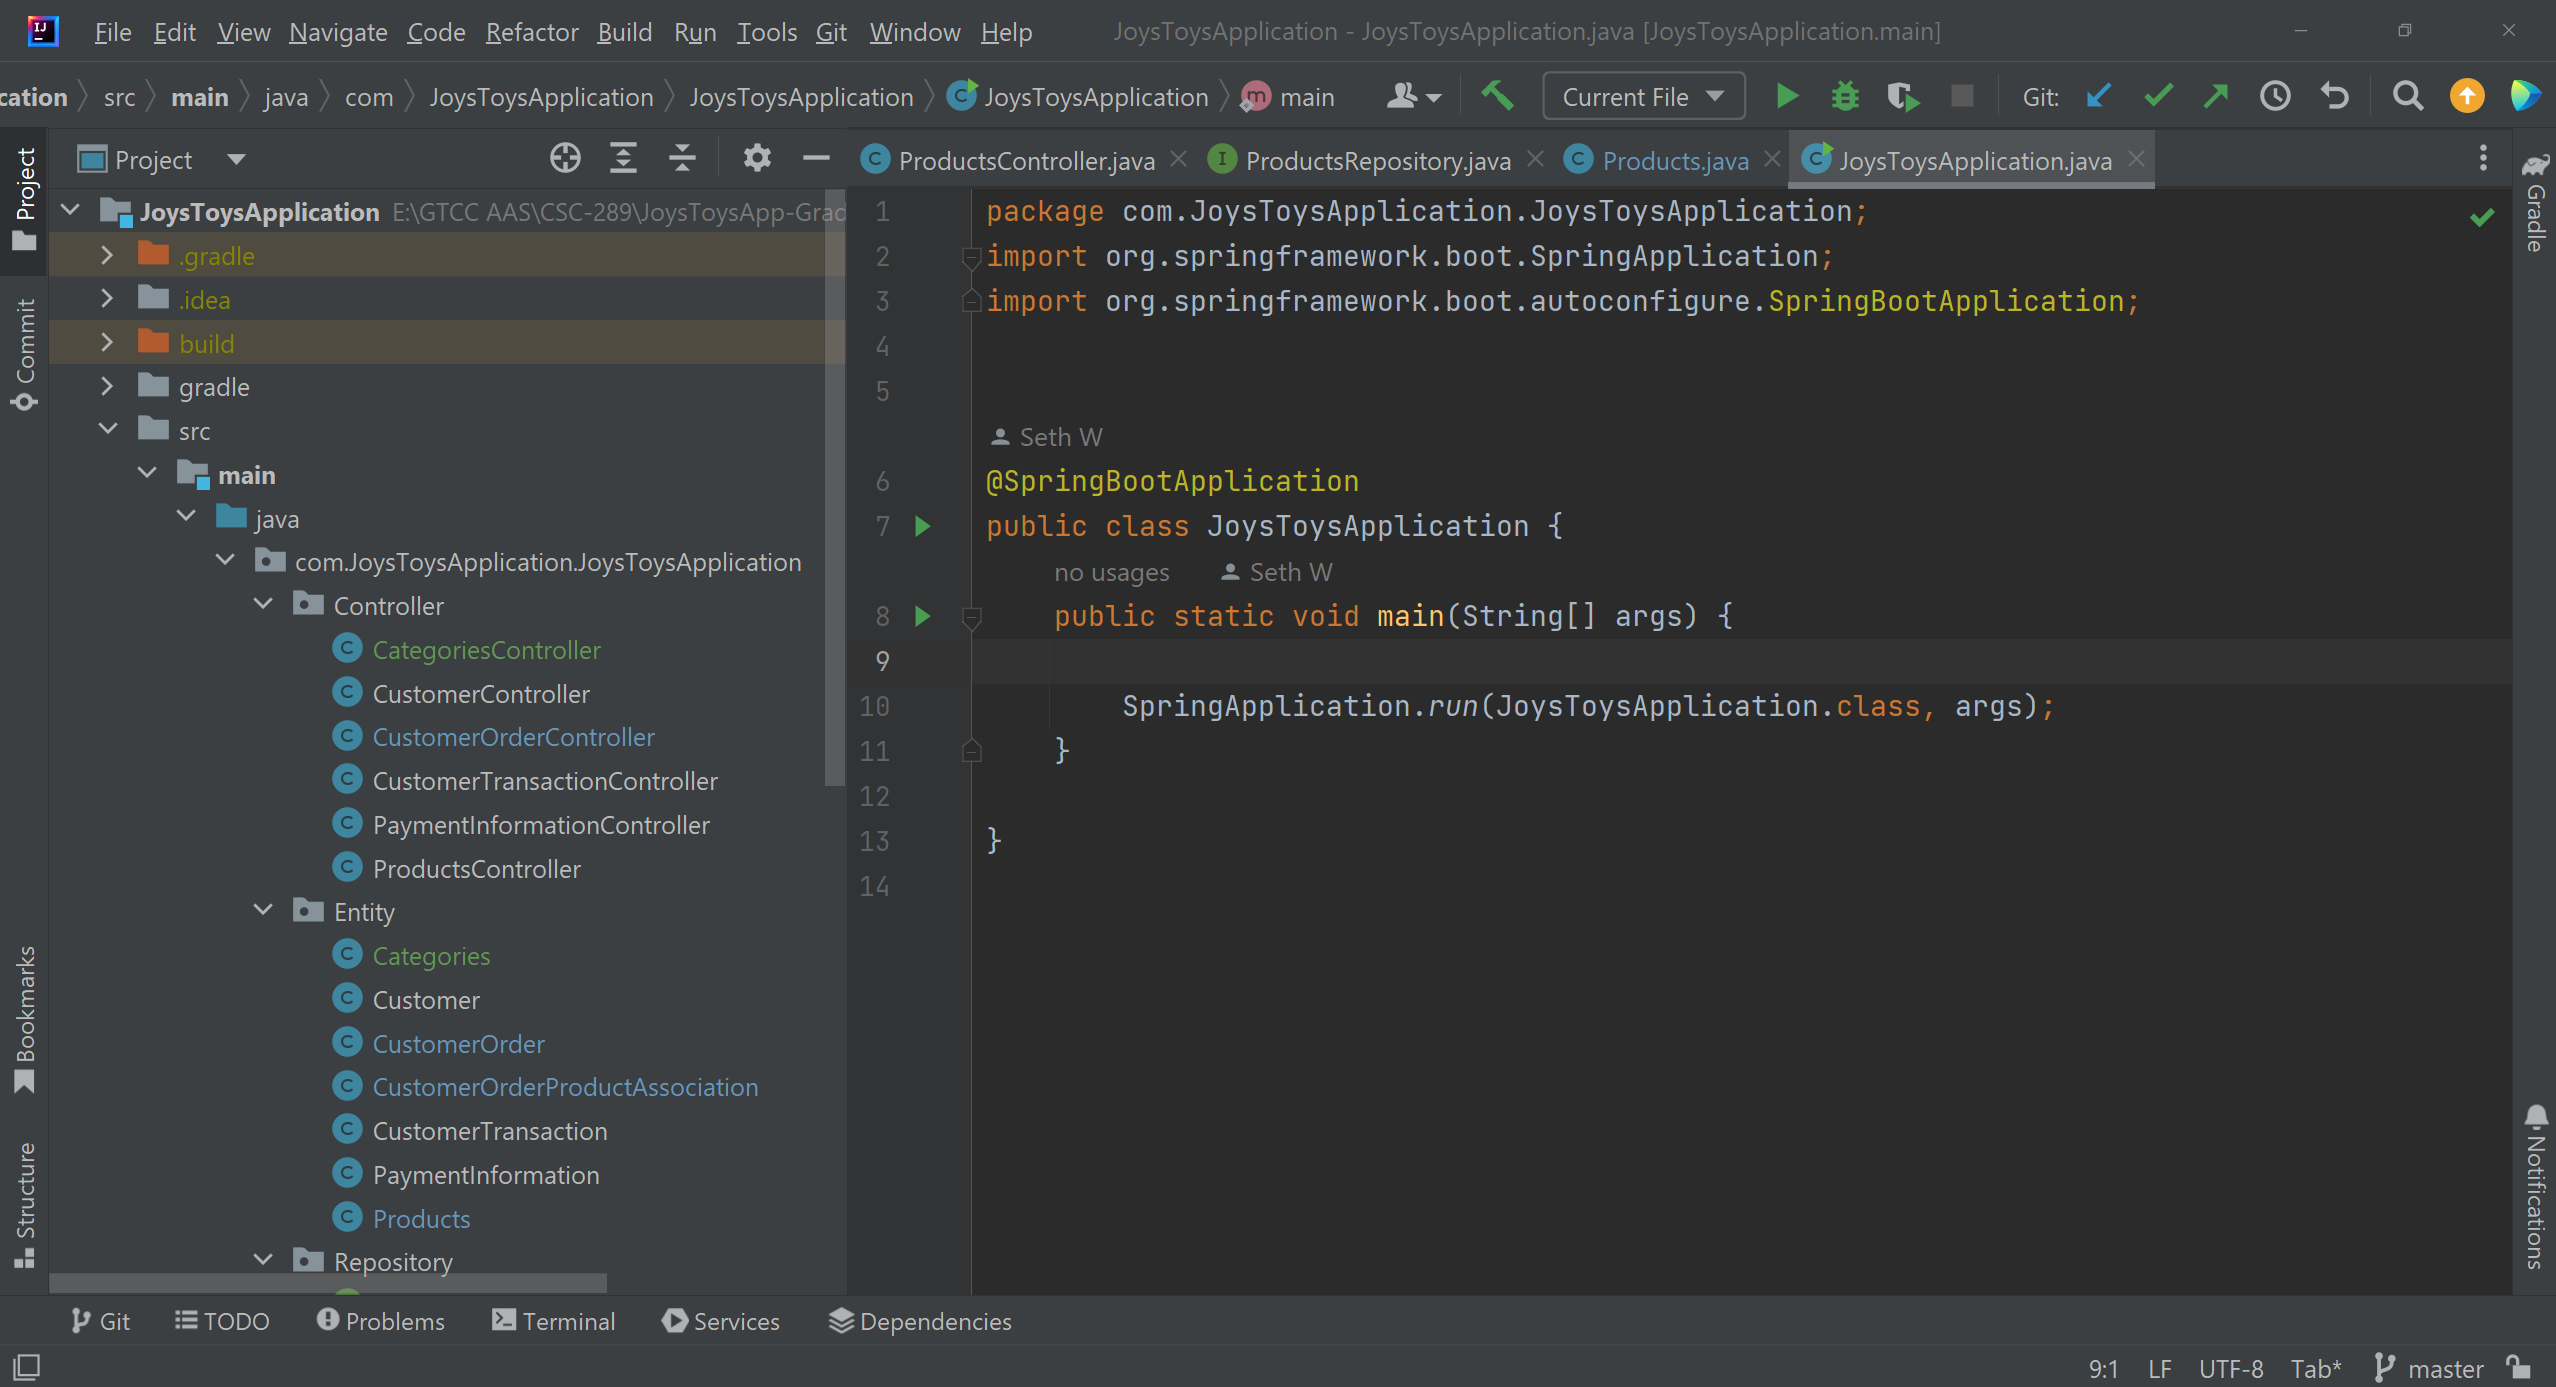 File Edit View Navigate Code Refactor Build Run Tools Git Window Help JoysToysApplication - JoysToysApplication.java [JoysToysApplication.main]
cation src main java com JoysToysApplication JoysToysApplication JoysToysApplication m main Current File Git:
Project
ProductsController.java ProductsRepository.java Products.java JoysToysApplication.java
Project
Commit
Bookmarks
Structure
JoysToysApplication E:\GTCC AAS\CSC-289\JoysToysApp-Grad
.gradle
.idea
build
gradle
src
main
java
com.JoysToysApplication.JoysToysApplication
Controller
CategoriesController
CustomerController
CustomerOrderController
CustomerTransactionController
PaymentInformationController
ProductsController
Entity
Categories
Customer
CustomerOrder
CustomerOrderProductAssociation
CustomerTransaction
PaymentInformation
Products
Repository
1 package com.JoysToysApplication.JoysToysApplication;
2 import org.springframework.boot.SpringApplication;
3 import org.springframework.boot.autoconfigure.SpringBootApplication;
4
5
Seth W
6 @SpringBootApplication
7 public class JoysToysApplication {
no usages Seth W
8 public static void main(String[] args) {
9
10 SpringApplication.run(JoysToysApplication.class, args);
11 }
12
13 }
14
Gradle
Notifications
Git TODO Problems Terminal Services Dependencies
9:1 LF UTF-8 Tab* master